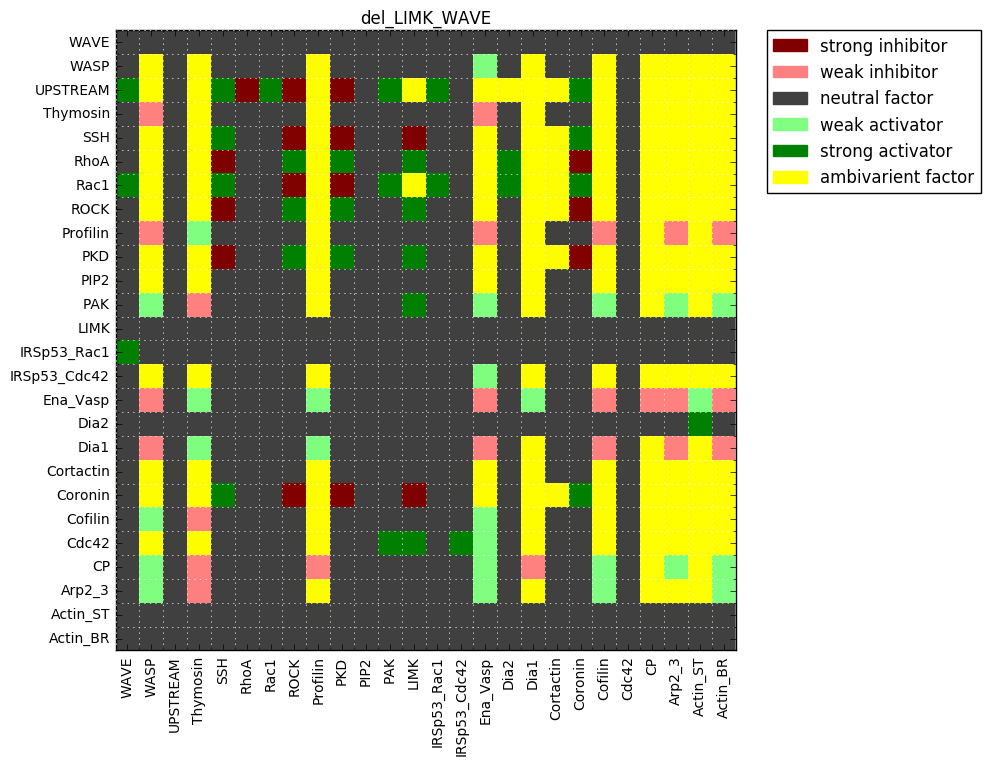 del_LIMK_WAVE
WAVE
WASP
UPSTREAM
Thymosin
SSH
RhoA
Rac1
ROCK
Profilin
PKD
PIP2
PAK
LIMK
IRSp53_Rac1
IRSp53_Cdc42
Ena_Vasp
Dia2
Dia1
Cortactin
Coronin
Cofilin
Cdc42
CP
Arp2_3
Actin_ST
Actin_BR
WAVE
WASP
UPSTREAM
Thymosin
SSH
RhoA
Rac1
ROCK
Profilin
PKD
PIP2
PAK
LIMK
IRSp53_Rac1
IRSp53_Cdc42
Ena_Vasp
Dia2
Dia1
Cortactin
Coronin
Cofilin
Cdc42
CP
Arp2_3
Actin_ST
Actin_BR
strong inhibitor
weak inhibitor
neutral factor
weak activator
strong activator
ambivarient factor